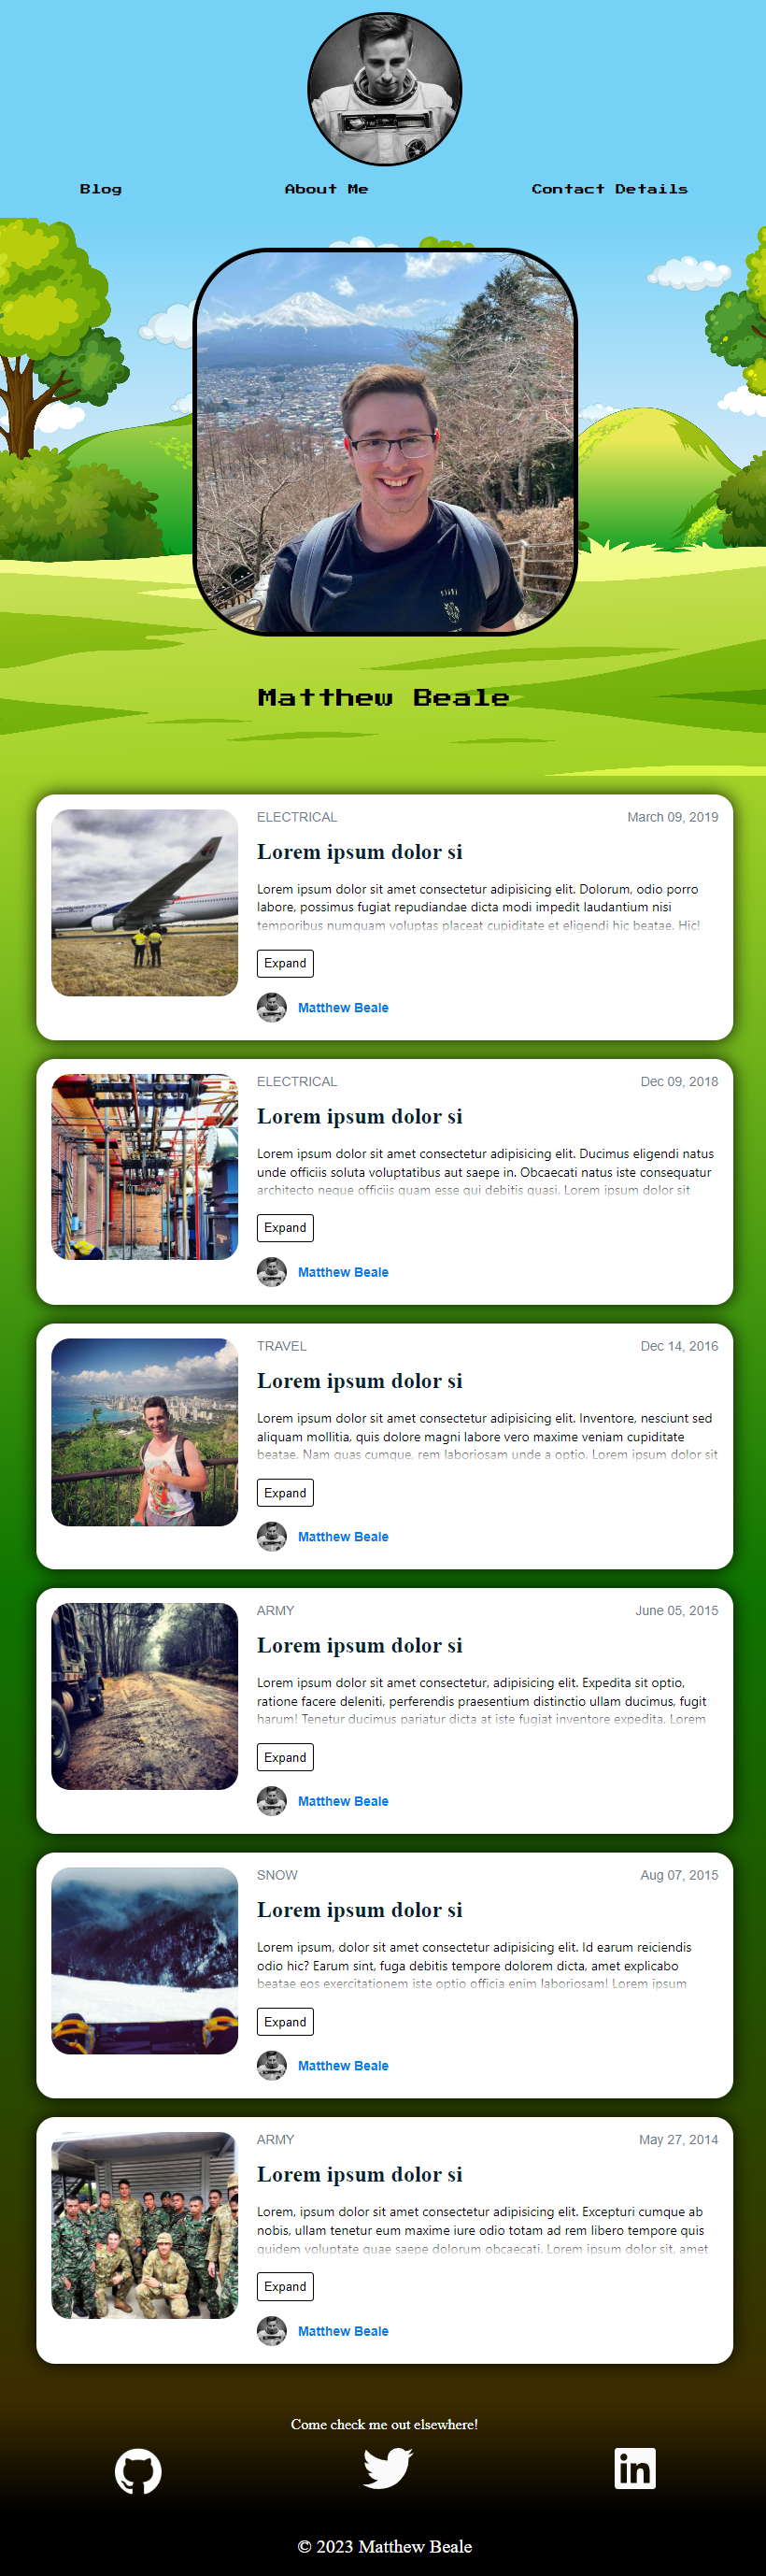 Blog About Me Contact Details
Matthew Beale
ELECTRICAL March 09, 2019
Lorem ipsum dolor si
Lorem ipsum dolor sit amet consectetur adipisicing elit. Dolorum, odio porro
labore, possimus fugiat repudiandae dicta modi impedit laudantium nisi
temporibus numquam voluptas placeat cupiditate et eligendi hic beatae. Hic!
Expand
Matthew Beale
ELECTRICAL Dec 09, 2018
Lorem ipsum dolor si
Lorem ipsum dolor sit amet consectetur adipisicing elit. Ducimus eligendi natus
unde officiis soluta voluptatibus aut saepe in. Obcaecati natus iste consequatur
architecto neque officiis quam esse qui debitis quasi. Lorem ipsum dolor sit
Expand
Matthew Beale
TRAVEL Dec 14, 2016
Lorem ipsum dolor si
Lorem ipsum dolor sit amet consectetur adipisicing elit. Inventore, nesciunt sed
aliquam mollitia, quis dolore magni labore vero maxime veniam cupiditate
beatae. Nam quas cumque, rem laboriosam unde a optio. Lorem ipsum dolor sit
Expand
Matthew Beale
ARMY June 05, 2015
Lorem ipsum dolor si
Lorem ipsum dolor sit amet consectetur, adipisicing elit. Expedita sit optio,
ratione facere deleniti, perferendis praesentium distinctio ullam ducimus, fugit
harum! Tenetur ducimus pariatur dicta at iste fugiat inventore expedita. Lorem
Expand
Matthew Beale
SNOW Aug 07, 2015
Lorem ipsum dolor si
Lorem ipsum, dolor sit amet consectetur adipisicing elit. Id earum reiciendis
odio hic? Earum sint, fuga debitis tempore dolorem dicta, amet explicabo
beatae eos exercitationem iste optio officia enim laboriosam! Lorem ipsum
Expand
Matthew Beale
ARMY May 27, 2014
Lorem ipsum dolor si
Lorem, ipsum dolor sit amet consectetur adipisicing elit. Excepturi cumque ab
nobis, ullam tenetur eum maxime iure odio totam ad rem libero tempore quis
quidem voluptate quae saepe dolorum obcaecati. Lorem ipsum dolor sit, amet
Expand
Matthew Beale
Come check me out elsewhere!
in
© 2023 Matthew Beale